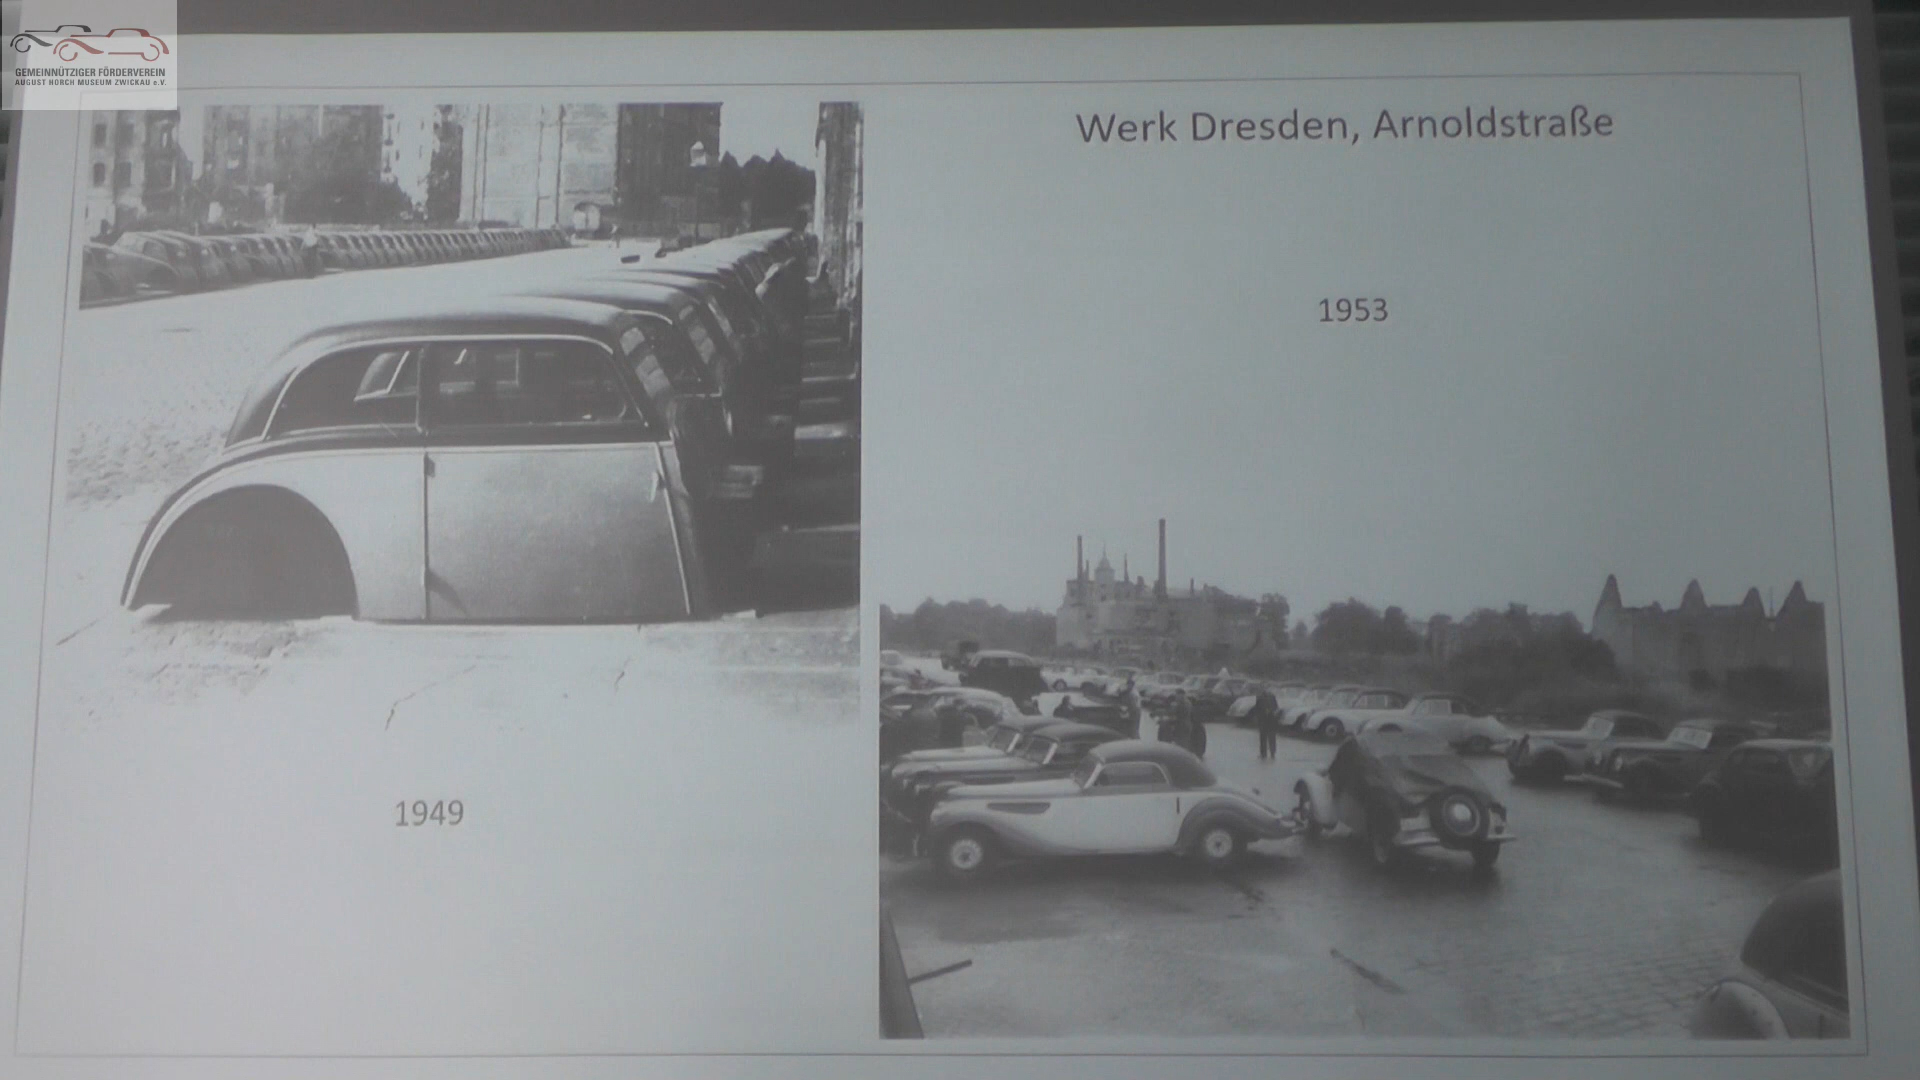 GEMEINNÜTZIGER FÖRDERVEREIN
AUGUST HORCH MUSEUM ZWICKAU e.V.
Werk Dresden, Arnoldstraße
1953
1949